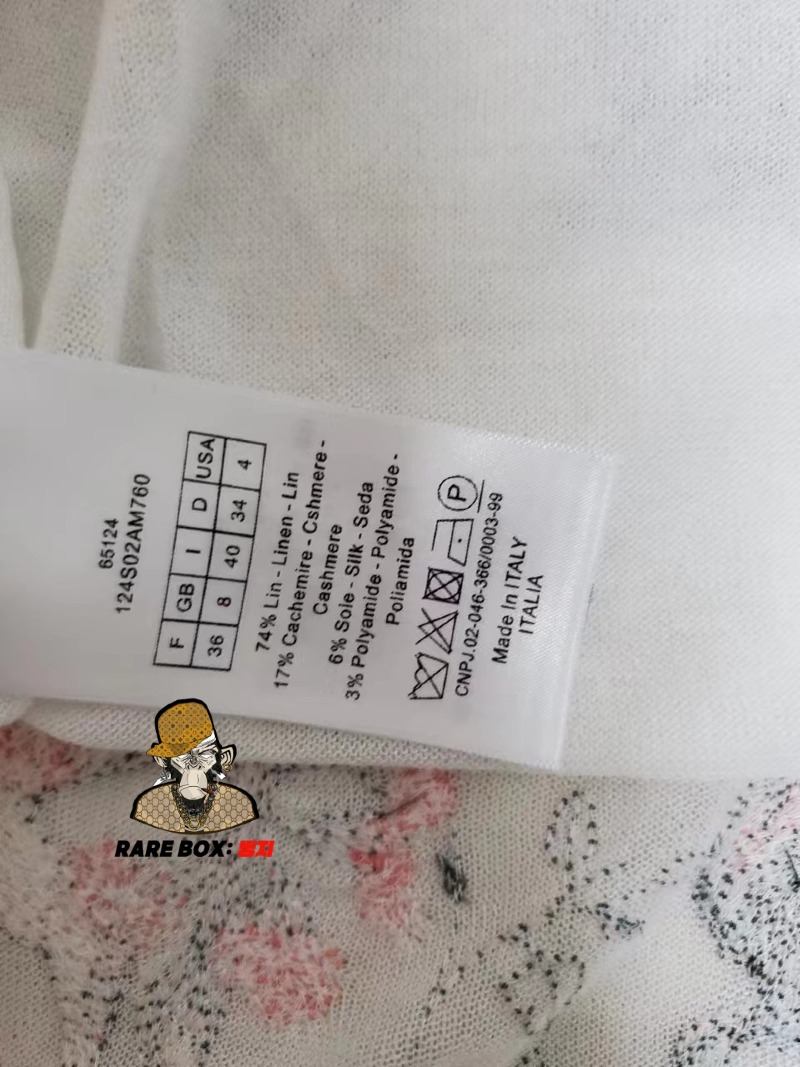 65124
124S02AM760
F GB I D USA
36 8 40 34 4
74% Lin - Linen - Lin
17% Cachemire - Cshmere -
Cashmere
6% Soie - Silk - Seda
3% Polyamide - Polyamide -
Poliamida
P
CNPJ.02-046-366/0003-99
Made In ITALY
ITALIA
RARE BOX: